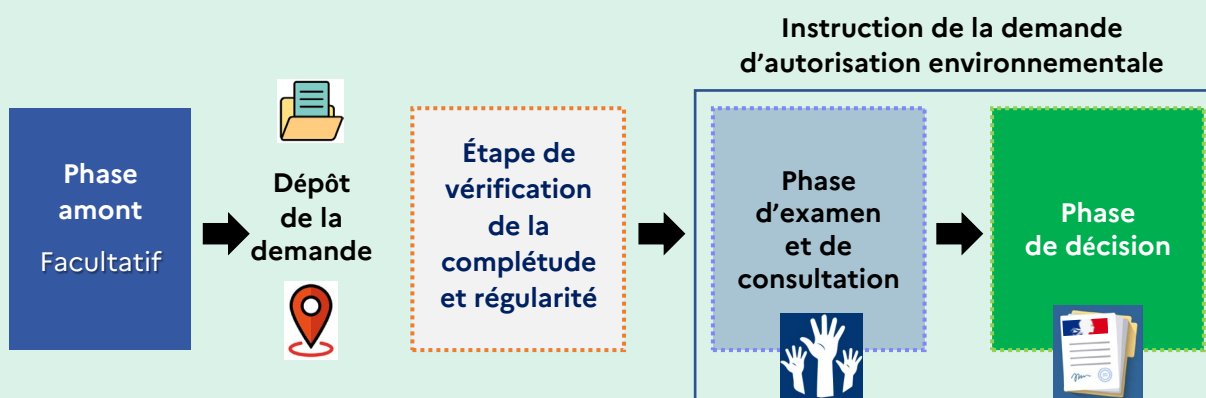 Instruction de la demande
d'autorisation environnementale
Phase
amont
Facultatif
Dépôt
de la
demande
Étape de
vérification
de la
complétude
et régularité
Phase
d'examen
et de
consultation
Phase
de décision